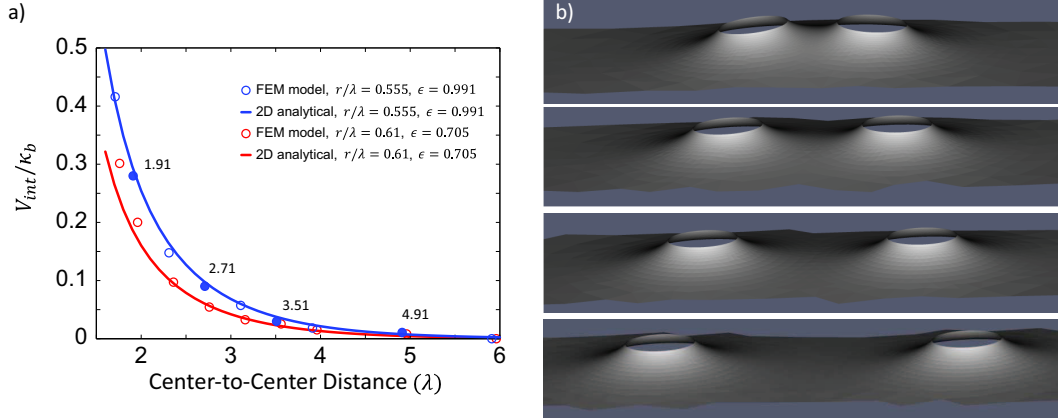 a)
b)
0.5
0.4
0.3
0.2
0.1
0
V_int/κ_b
FEM model, r/λ = 0.555, ϵ = 0.991
2D analytical, r/λ = 0.555, ϵ = 0.991
FEM model, r/λ = 0.61, ϵ = 0.705
2D analytical, r/λ = 0.61, ϵ = 0.705
1.91
2.71
3.51
4.91
2 3 4 5 6
Center-to-Center Distance (λ)